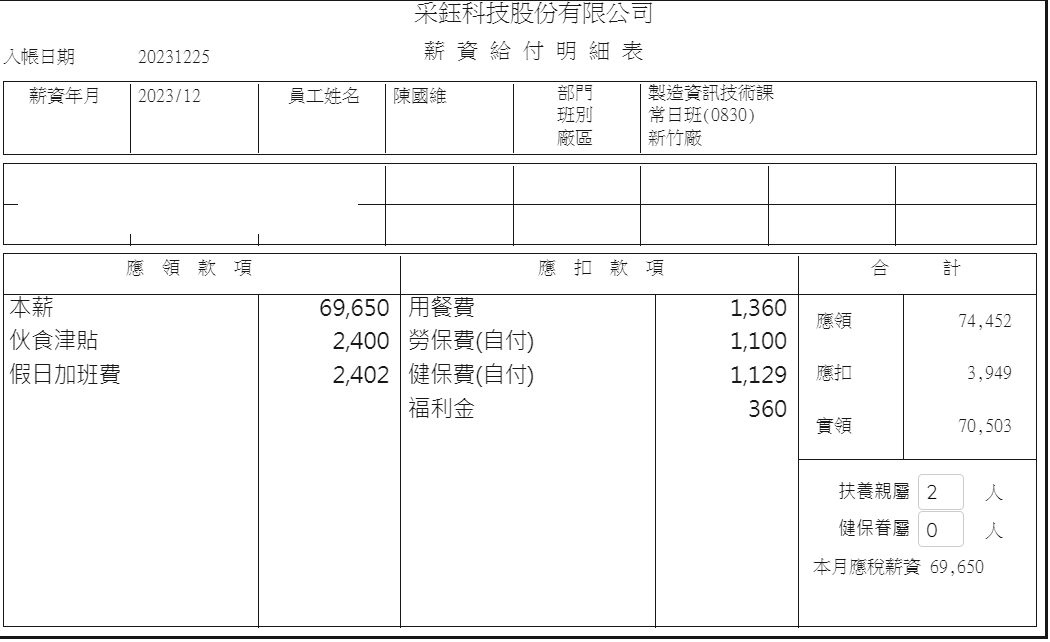 采鈺科技股份有限公司
薪 資 給 付 明 細 表
入帳日期 20231225
薪資年月 2023/12 員工姓名 陳國維 部門 製造資訊技術課
班別 常日班(0830)
廠區 新竹廠
應 領 款 項 應 扣 款 項 合 計
本薪 69,650 用餐費 1,360 應領 74,452
伙食津貼 2,400 勞保費(自付) 1,100
假日加班費 2,402 健保費(自付) 1,129 應扣 3,949
福利金 360 實領 70,503
扶養親屬 2 人
健保眷屬 0 人
本月應稅薪資 69,650